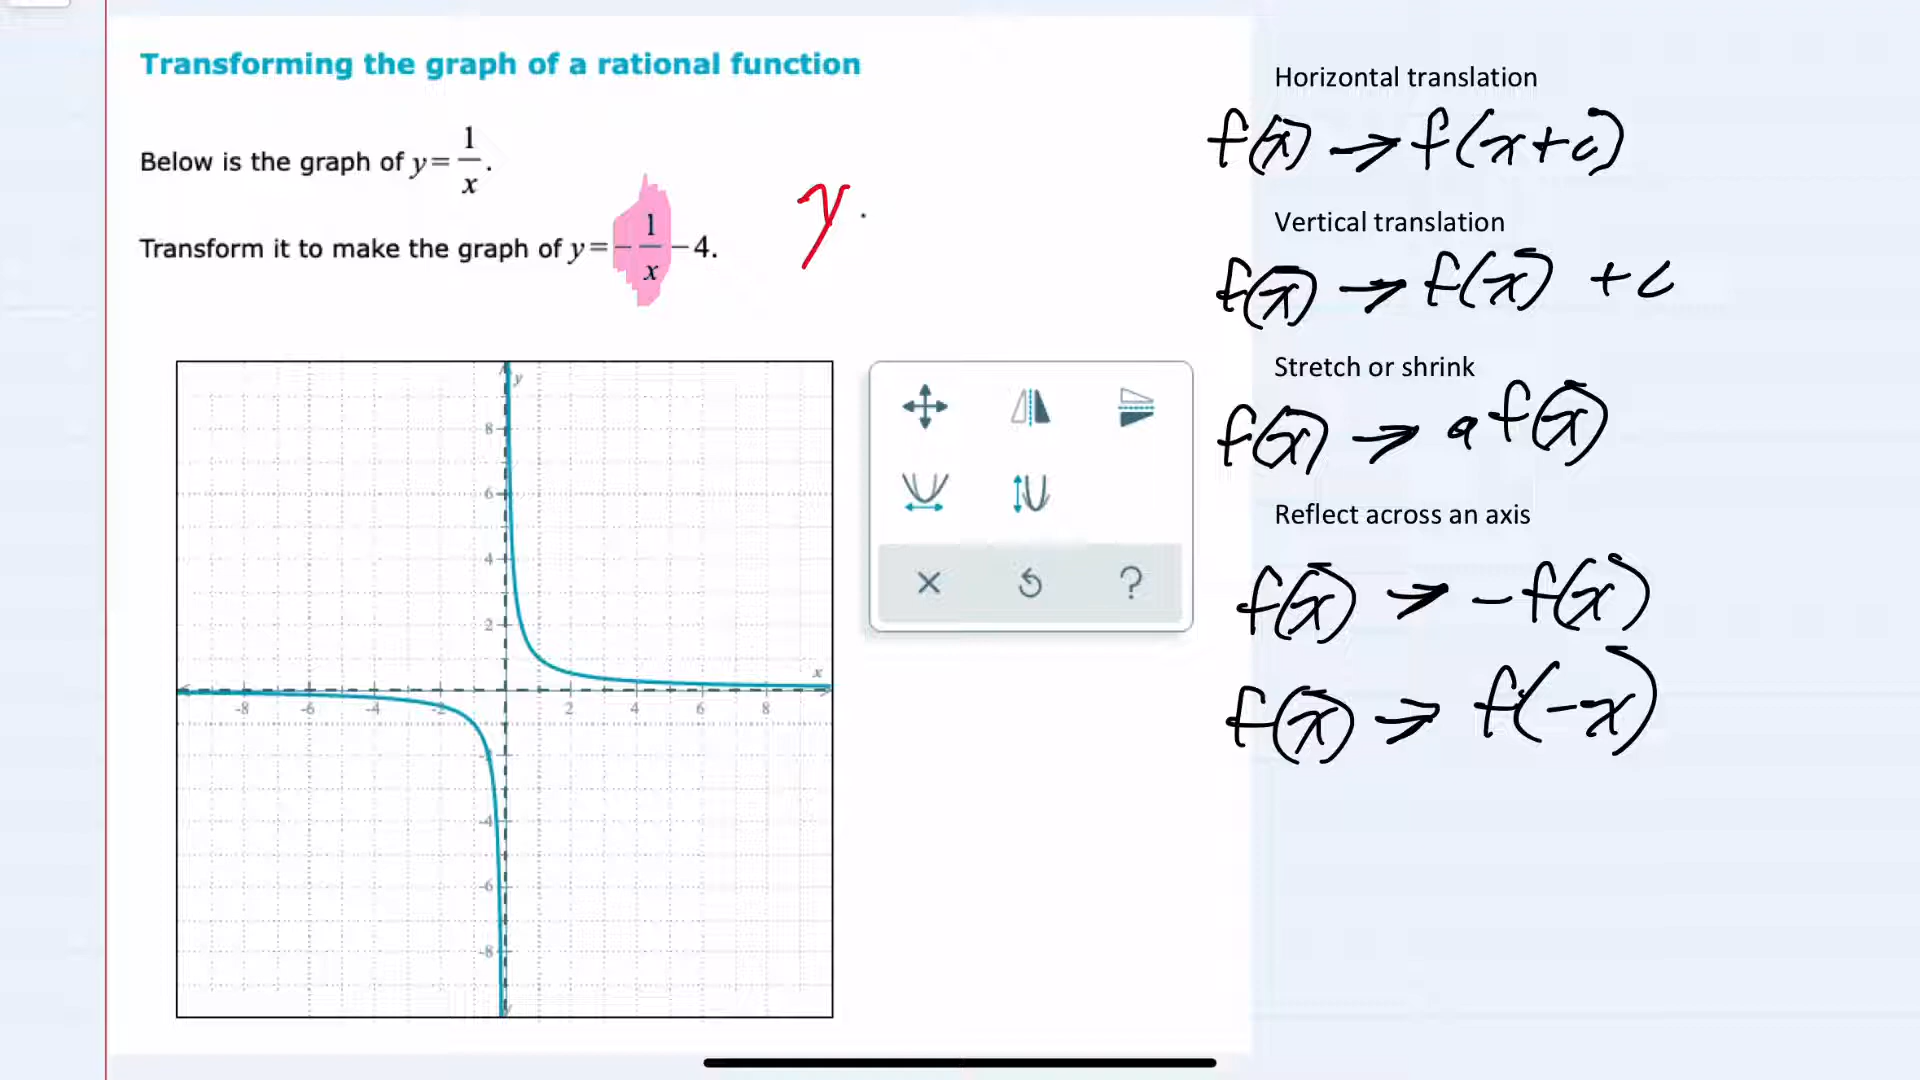 Transforming the graph of a rational function
Below is the graph of y = 1/x.
Transform it to make the graph of y = -1/x - 4.
y
y
8
6
4
2
x
-8 -6 -4 -2 2 4 6 8
-4
-6
-8
?
Horizontal translation
f(x) → f(x+c)
Vertical translation
f(x) → f(x) + c
Stretch or shrink
f(x) → a f(x)
Reflect across an axis
f(x) → -f(x)
f(x) → f(-x)